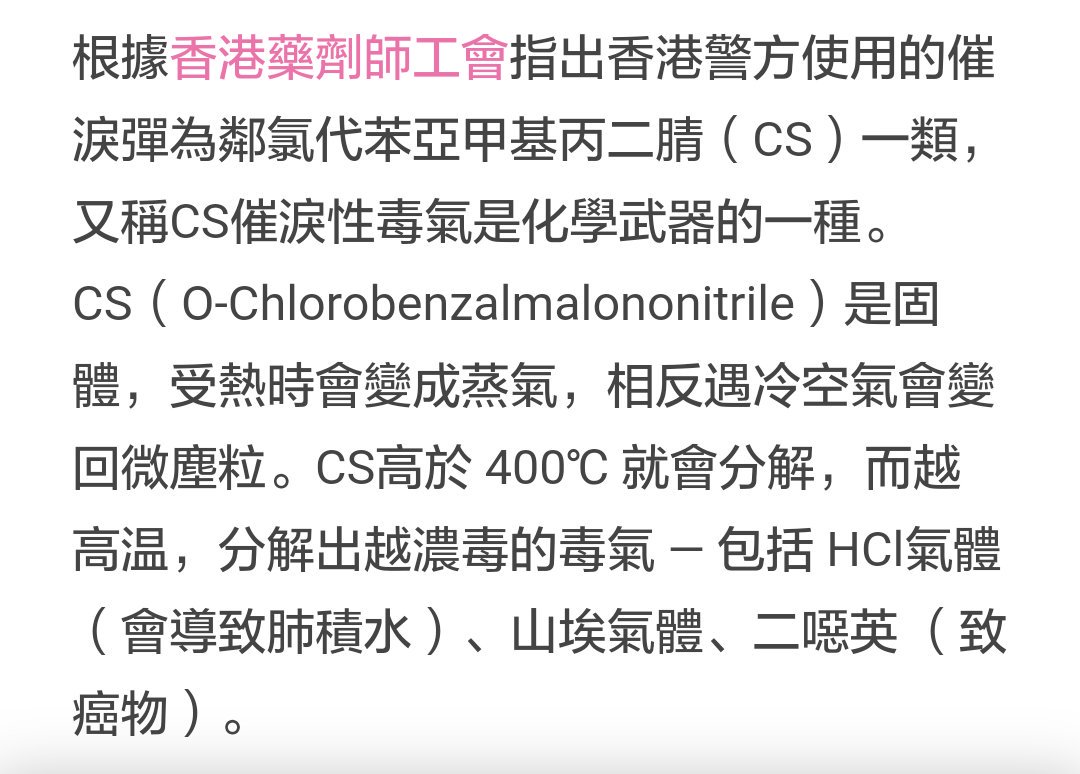 根據香港藥劑師工會指出香港警方使用的催
淚彈為鄰氯代苯亞甲基丙二腈（CS）一類，
又稱CS催淚性毒氣是化學武器的一種。
CS（O-Chlorobenzalmalononitrile）是固
體，受熱時會變成蒸氣，相反遇冷空氣會變
回微塵粒。CS高於 400℃ 就會分解，而越
高温，分解出越濃毒的毒氣 — 包括 HCl氣體
（會導致肺積水）、山埃氣體、二噁英（致
癌物）。